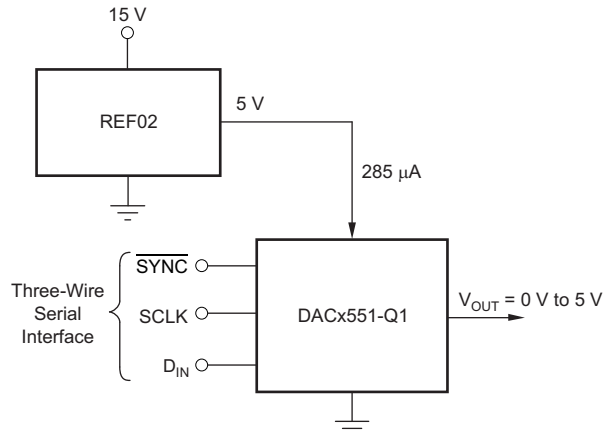 15 V
REF02
5 V
285 μA
SYNC
SCLK
DIN
Three-Wire
Serial
Interface
DACx551-Q1
VOUT = 0 V to 5 V